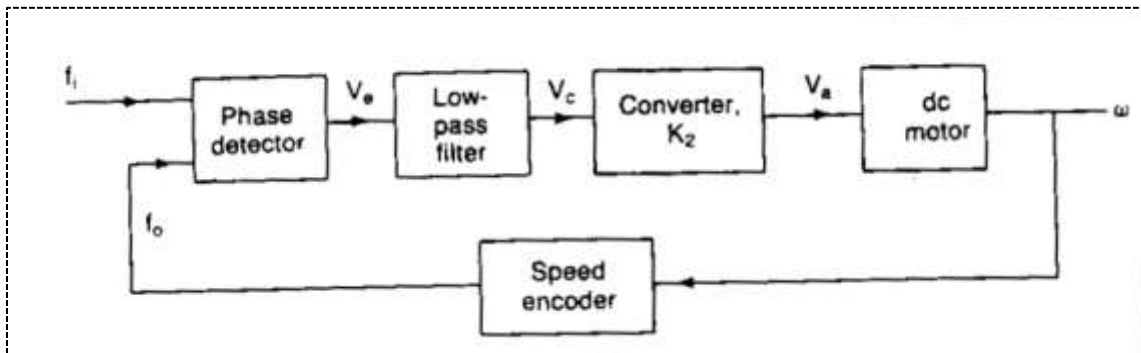 fᵢ
Phase
detector
Vₑ
Low-
pass
filter
V꜀
Converter,
K₂
Vₐ
dc
motor
ω
fₒ
Speed
encoder